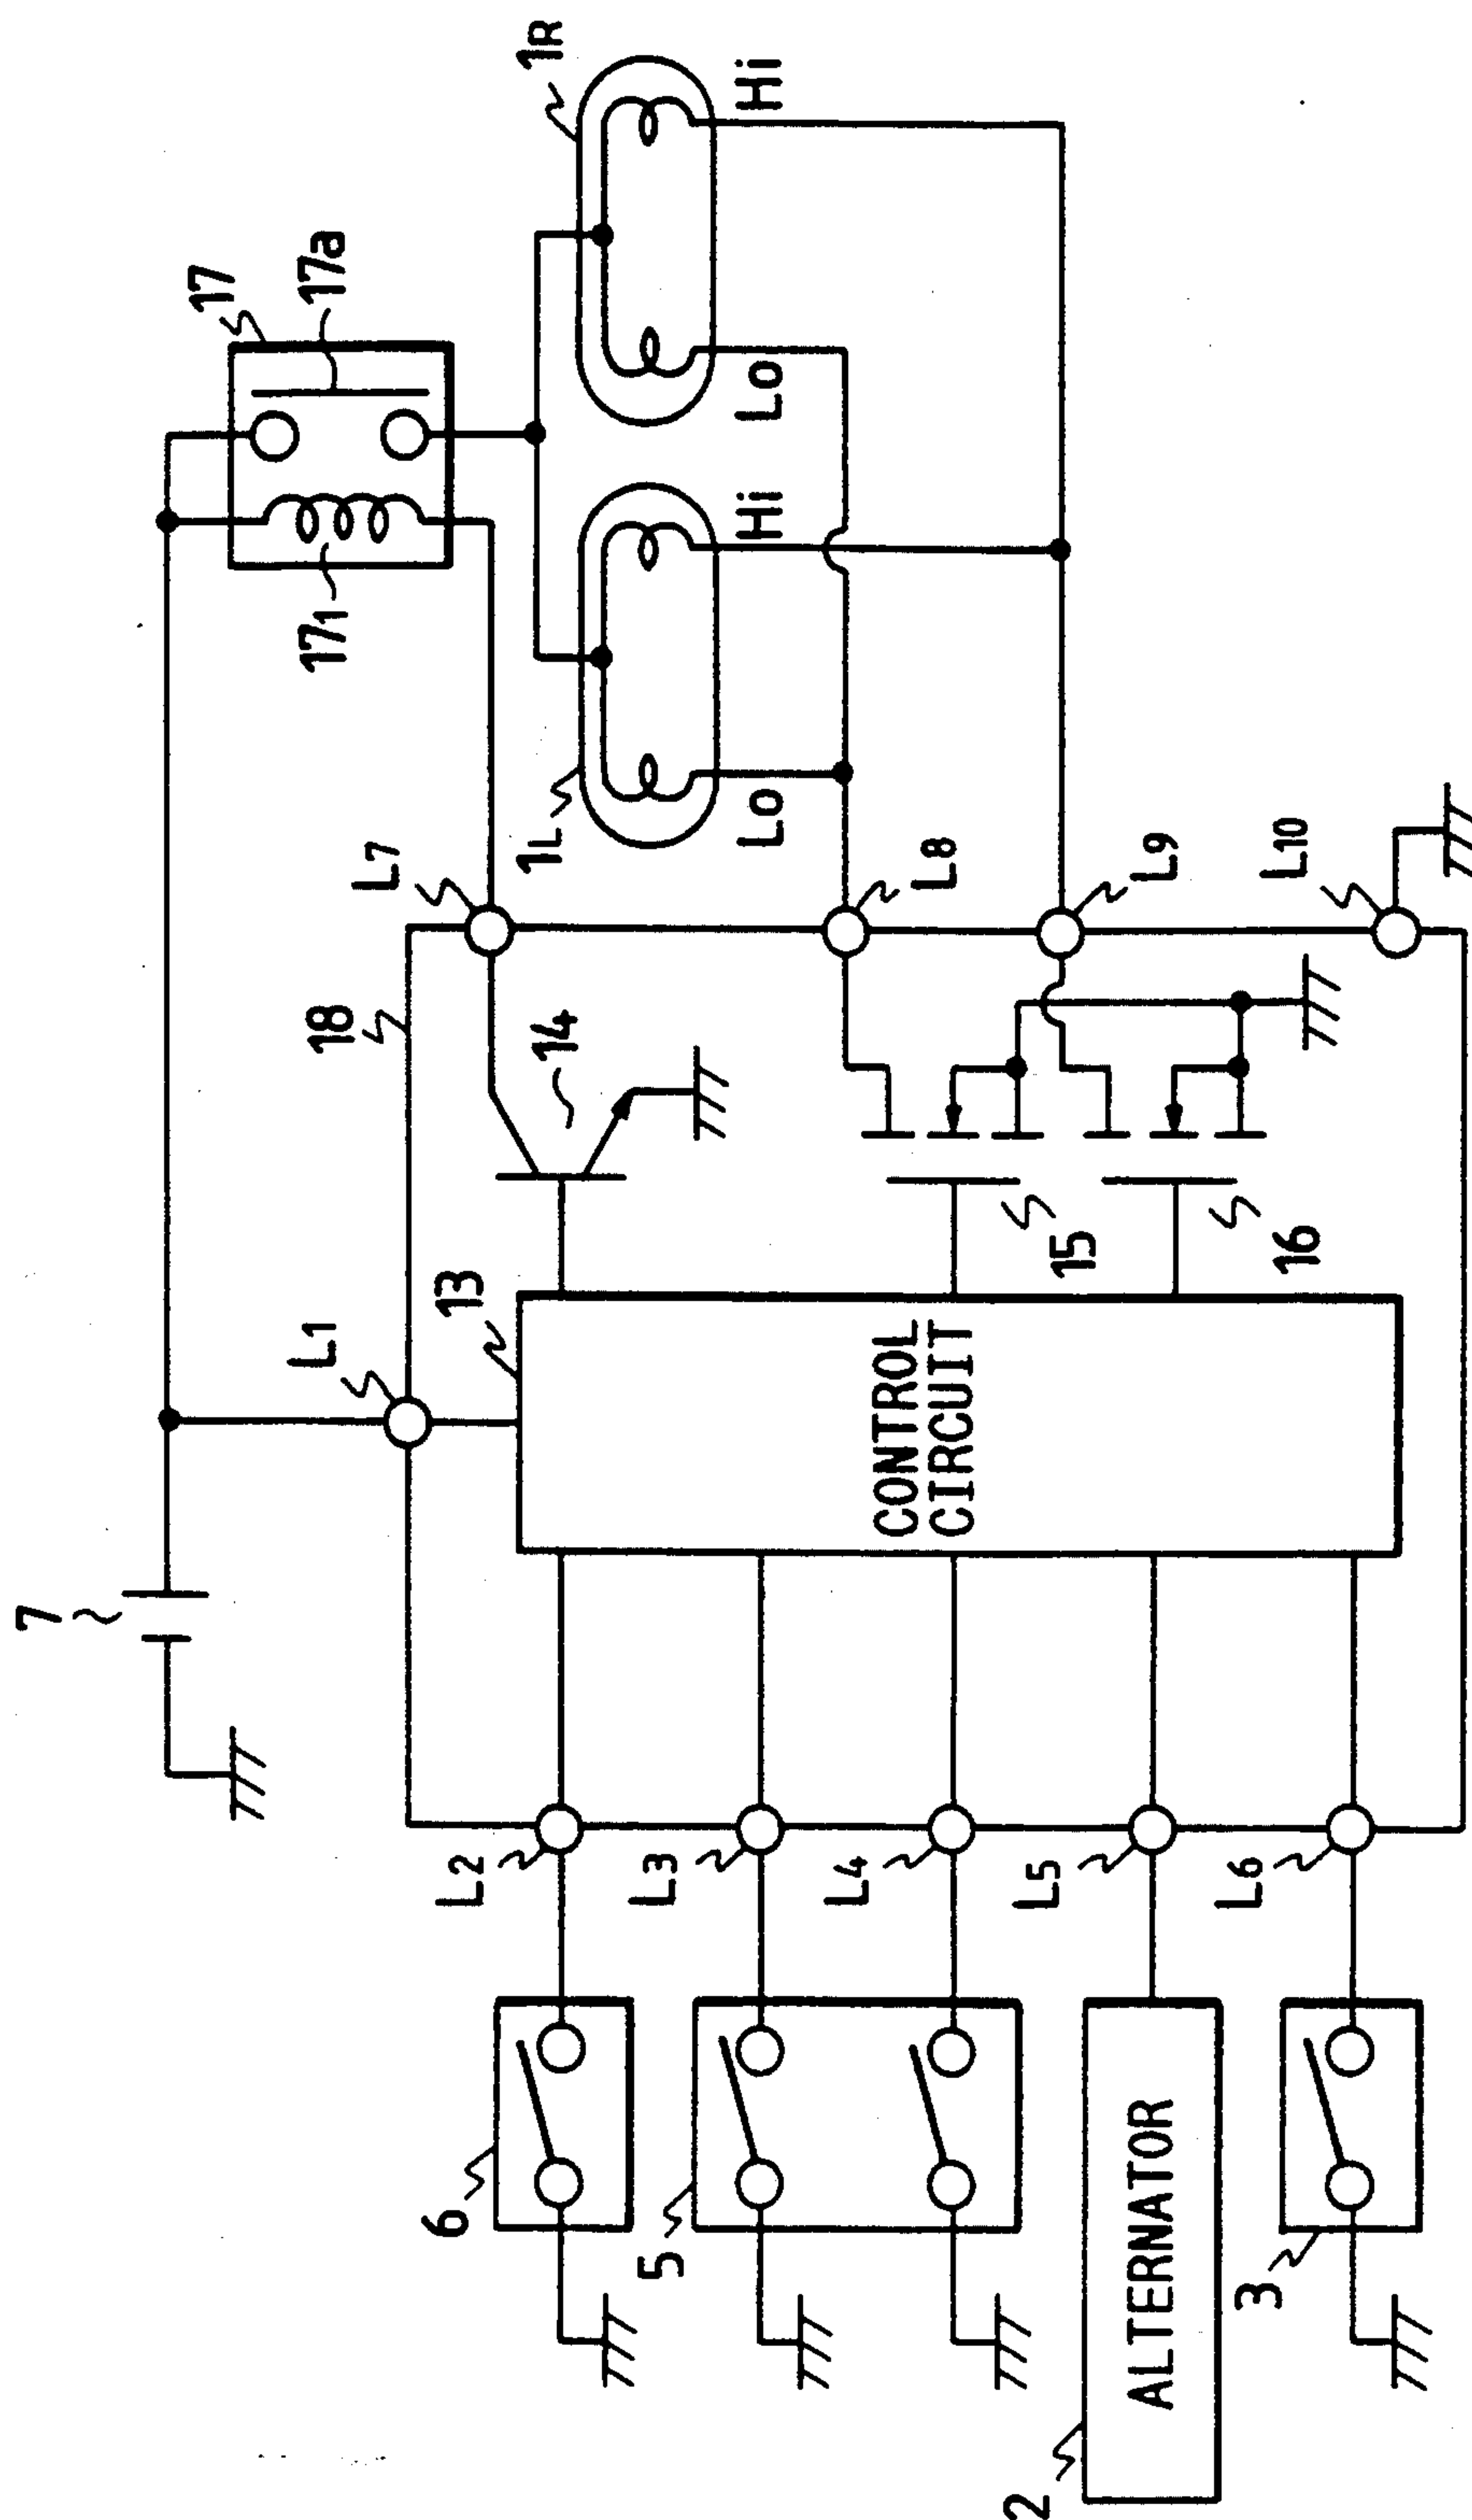 7
17
17a
171
L1
18
L7
1L
1R
13
14
Lo
Hi
Lo
Hi
L2
6
L3
5
L4
CONTROL
CIRCUIT
15
L8
L5
2
ALTERNATOR
16
L9
L6
3
L10